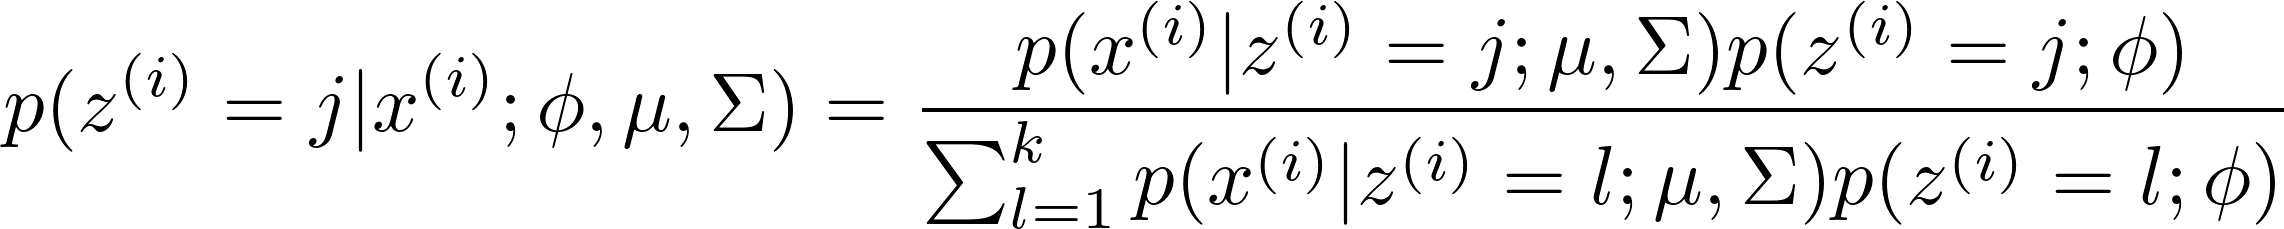 p(z^{(i)} = j|x^{(i)}; \phi, \mu, \Sigma) = \frac{p(x^{(i)}|z^{(i)} = j; \mu, \Sigma)p(z^{(i)} = j; \phi)}{\sum_{l=1}^{k} p(x^{(i)}|z^{(i)} = l; \mu, \Sigma)p(z^{(i)} = l; \phi)}